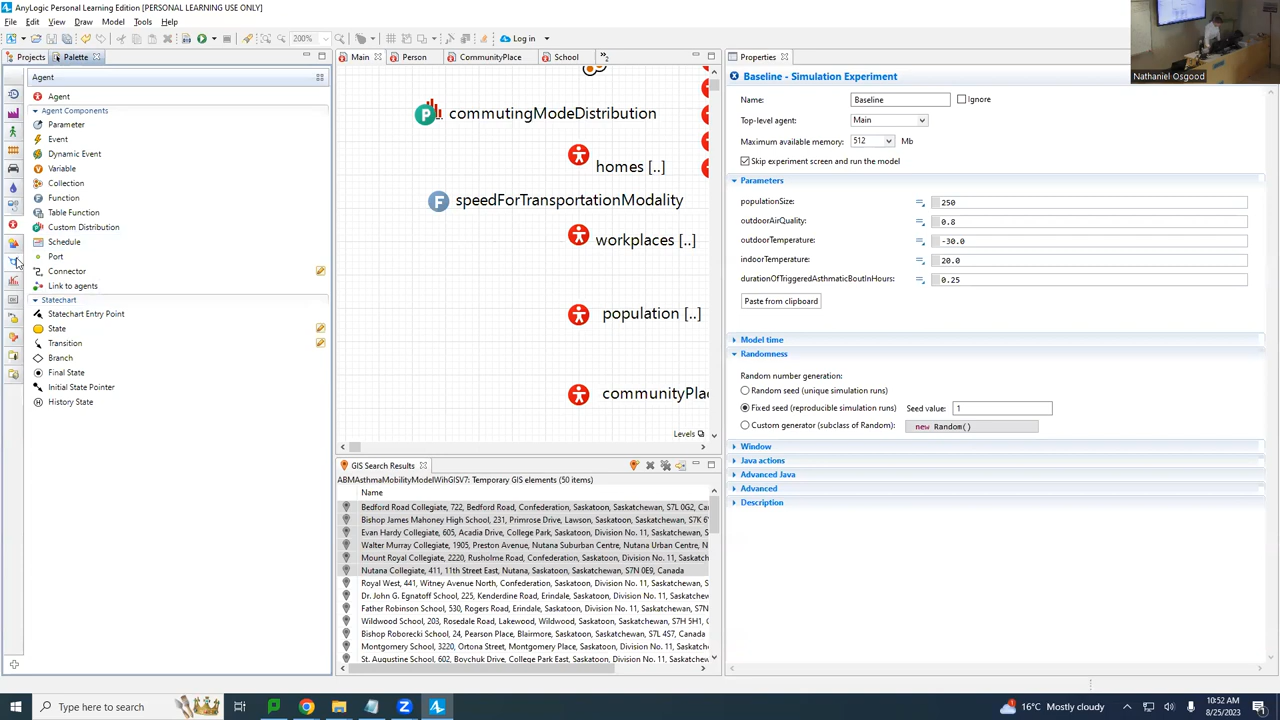 AnyLogic Personal Learning Edition [PERSONAL LEARNING USE ONLY]
File Edit View Draw Model Tools Help
200% Log in
Projects Palette
Agent
Agent
Agent Components
Parameter
Event
Dynamic Event
Variable
Collection
Function
Table Function
Custom Distribution
Schedule
Port
Connector
Link to agents
Statechart
Statechart Entry Point
State
Transition
Branch
Final State
Initial State Pointer
History State
Main Person CommunityPlace School
commutingModeDistribution
homes [..]
speedForTransportationModality
workplaces [..]
population [..]
communityPla
Levels
GIS Search Results
ABMAsthmaMobilityModelWihGISV7: Temporary GIS elements (50 items)
Name
Bedford Road Collegiate, 722, Bedford Road, Confederation, Saskatoon, Saskatchewan, S7L 0G2, Ca
Bishop James Mahoney High School, 231, Primrose Drive, Lawson, Saskatoon, Saskatchewan, S7K 6
Evan Hardy Collegiate, 605, Acadia Drive, College Park, Saskatoon, Division No. 11, Saskatchewan,
Walter Murray Collegiate, 1905, Preston Avenue, Nutana Suburban Centre, Nutana Urban Centre,
Mount Royal Collegiate, 2220, Rusholme Road, Confederation, Saskatoon, Division No. 11, Saskatch
Nutana Collegiate, 411, 11th Street East, Nutana, Saskatoon, Saskatchewan, S7N 0E9, Canada
Royal West, 441, Witney Avenue North, Confederation, Saskatoon, Division No. 11, Saskatchewan,
Dr. John G. Egnatoff School, 225, Kenderdine Road, Erindale, Saskatoon, Division No. 11, Saskatch
Father Robinson School, 530, Rogers Road, Erindale, Saskatoon, Division No. 11, Saskatchewan, S7N
Wildwood School, 203, Rosedale Road, Lakewood, Wildwood, Saskatoon, Saskatchewan, S7H 5H1,
Bishop Roborecki School, 24, Pearson Place, Blairmore, Saskatoon, Saskatchewan, S7L 4S7, Canada
Montgomery School, 3220, Ortona Street, Montgomery Place, Saskatoon, Division No. 11, Saskatch
St. Augustine School, 602, Boychuk Drive, College Park East, Saskatoon, Division No. 11, Saskatch
Properties
Baseline - Simulation Experiment
Name: Baseline Ignore
Top-level agent: Main
Maximum available memory: 512 Mb
Skip experiment screen and run the model
Parameters
populationSize: 250
outdoorAirQuality: 0.8
outdoorTemperature: -30.0
indoorTemperature: 20.0
durationOfTriggeredAsthmaticBoutInHours: 0.25
Paste from clipboard
Model time
Randomness
Random number generation:
Random seed (unique simulation runs)
Fixed seed (reproducible simulation runs) Seed value: 1
Custom generator (subclass of Random): new Random()
Window
Java actions
Advanced Java
Advanced
Description
Nathaniel Osgood
Type here to search
16°C Mostly cloudy
10:52 AM
8/25/2023